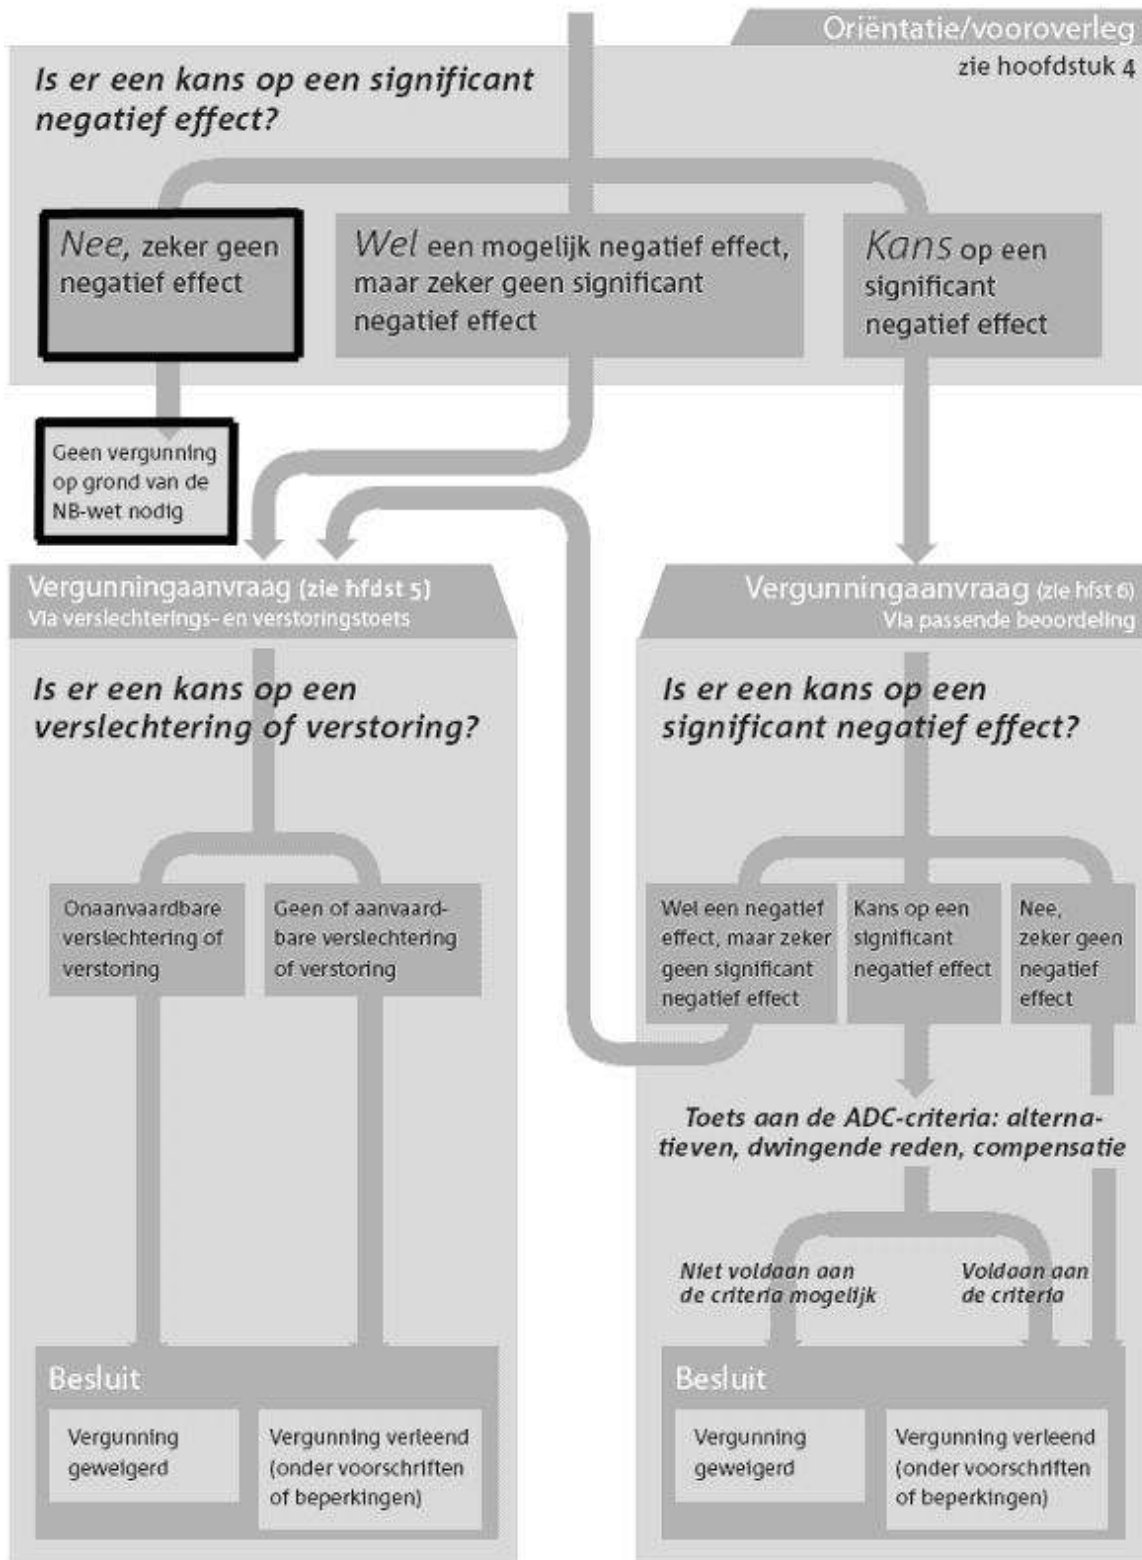 Oriëntatie/vooroverleg
zie hoofdstuk 4
Is er een kans op een significant
negatief effect?
Nee, zeker geen
negatief effect
Wel een mogelijk negatief effect,
maar zeker geen significant
negatief effect
Kans op een
significant
negatief effect
Geen vergunning
op grond van de
NB-wet nodig
Vergunningaanvraag (zie hfdst 5)
Via verslechterings- en verstoringstoets
Is er een kans op een
verslechtering of verstoring?
Onaanvaardbare
verslechtering of
verstoring
Geen of aanvaard-
bare verslechtering
of verstoring
Besluit
Vergunning
geweigerd
Vergunning verleend
(onder voorschriften
of beperkingen)
Vergunningaanvraag (zie hfst 6)
Via passende beoordeling
Is er een kans op een
significant negatief effect?
Wel een negatief
effect, maar zeker
geen significant
negatief effect
Kans op een
significant
negatief effect
Nee,
zeker geen
negatief
effect
Toets aan de ADC-criteria: alterna-
tieven, dwingende reden, compensatie
Niet voldaan aan
de criteria mogelijk
Voldaan aan
de criteria
Besluit
Vergunning
geweigerd
Vergunning verleend
(onder voorschriften
of beperkingen)